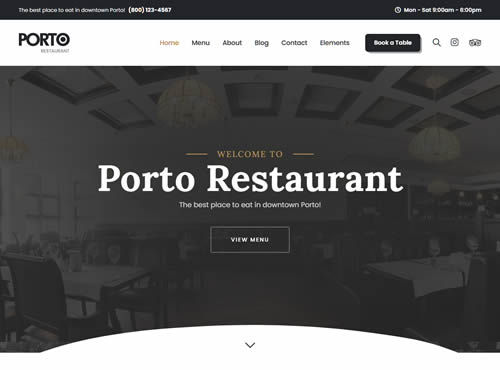 The best place to eat in downtown Porto! (800) 123-4567
Mon - Sat 9:00am - 8:00pm
PORTO
RESTAURANT
Home Menu About Blog Contact Elements Book a Table
WELCOME TO
Porto Restaurant
The best place to eat in downtown Porto!
VIEW MENU